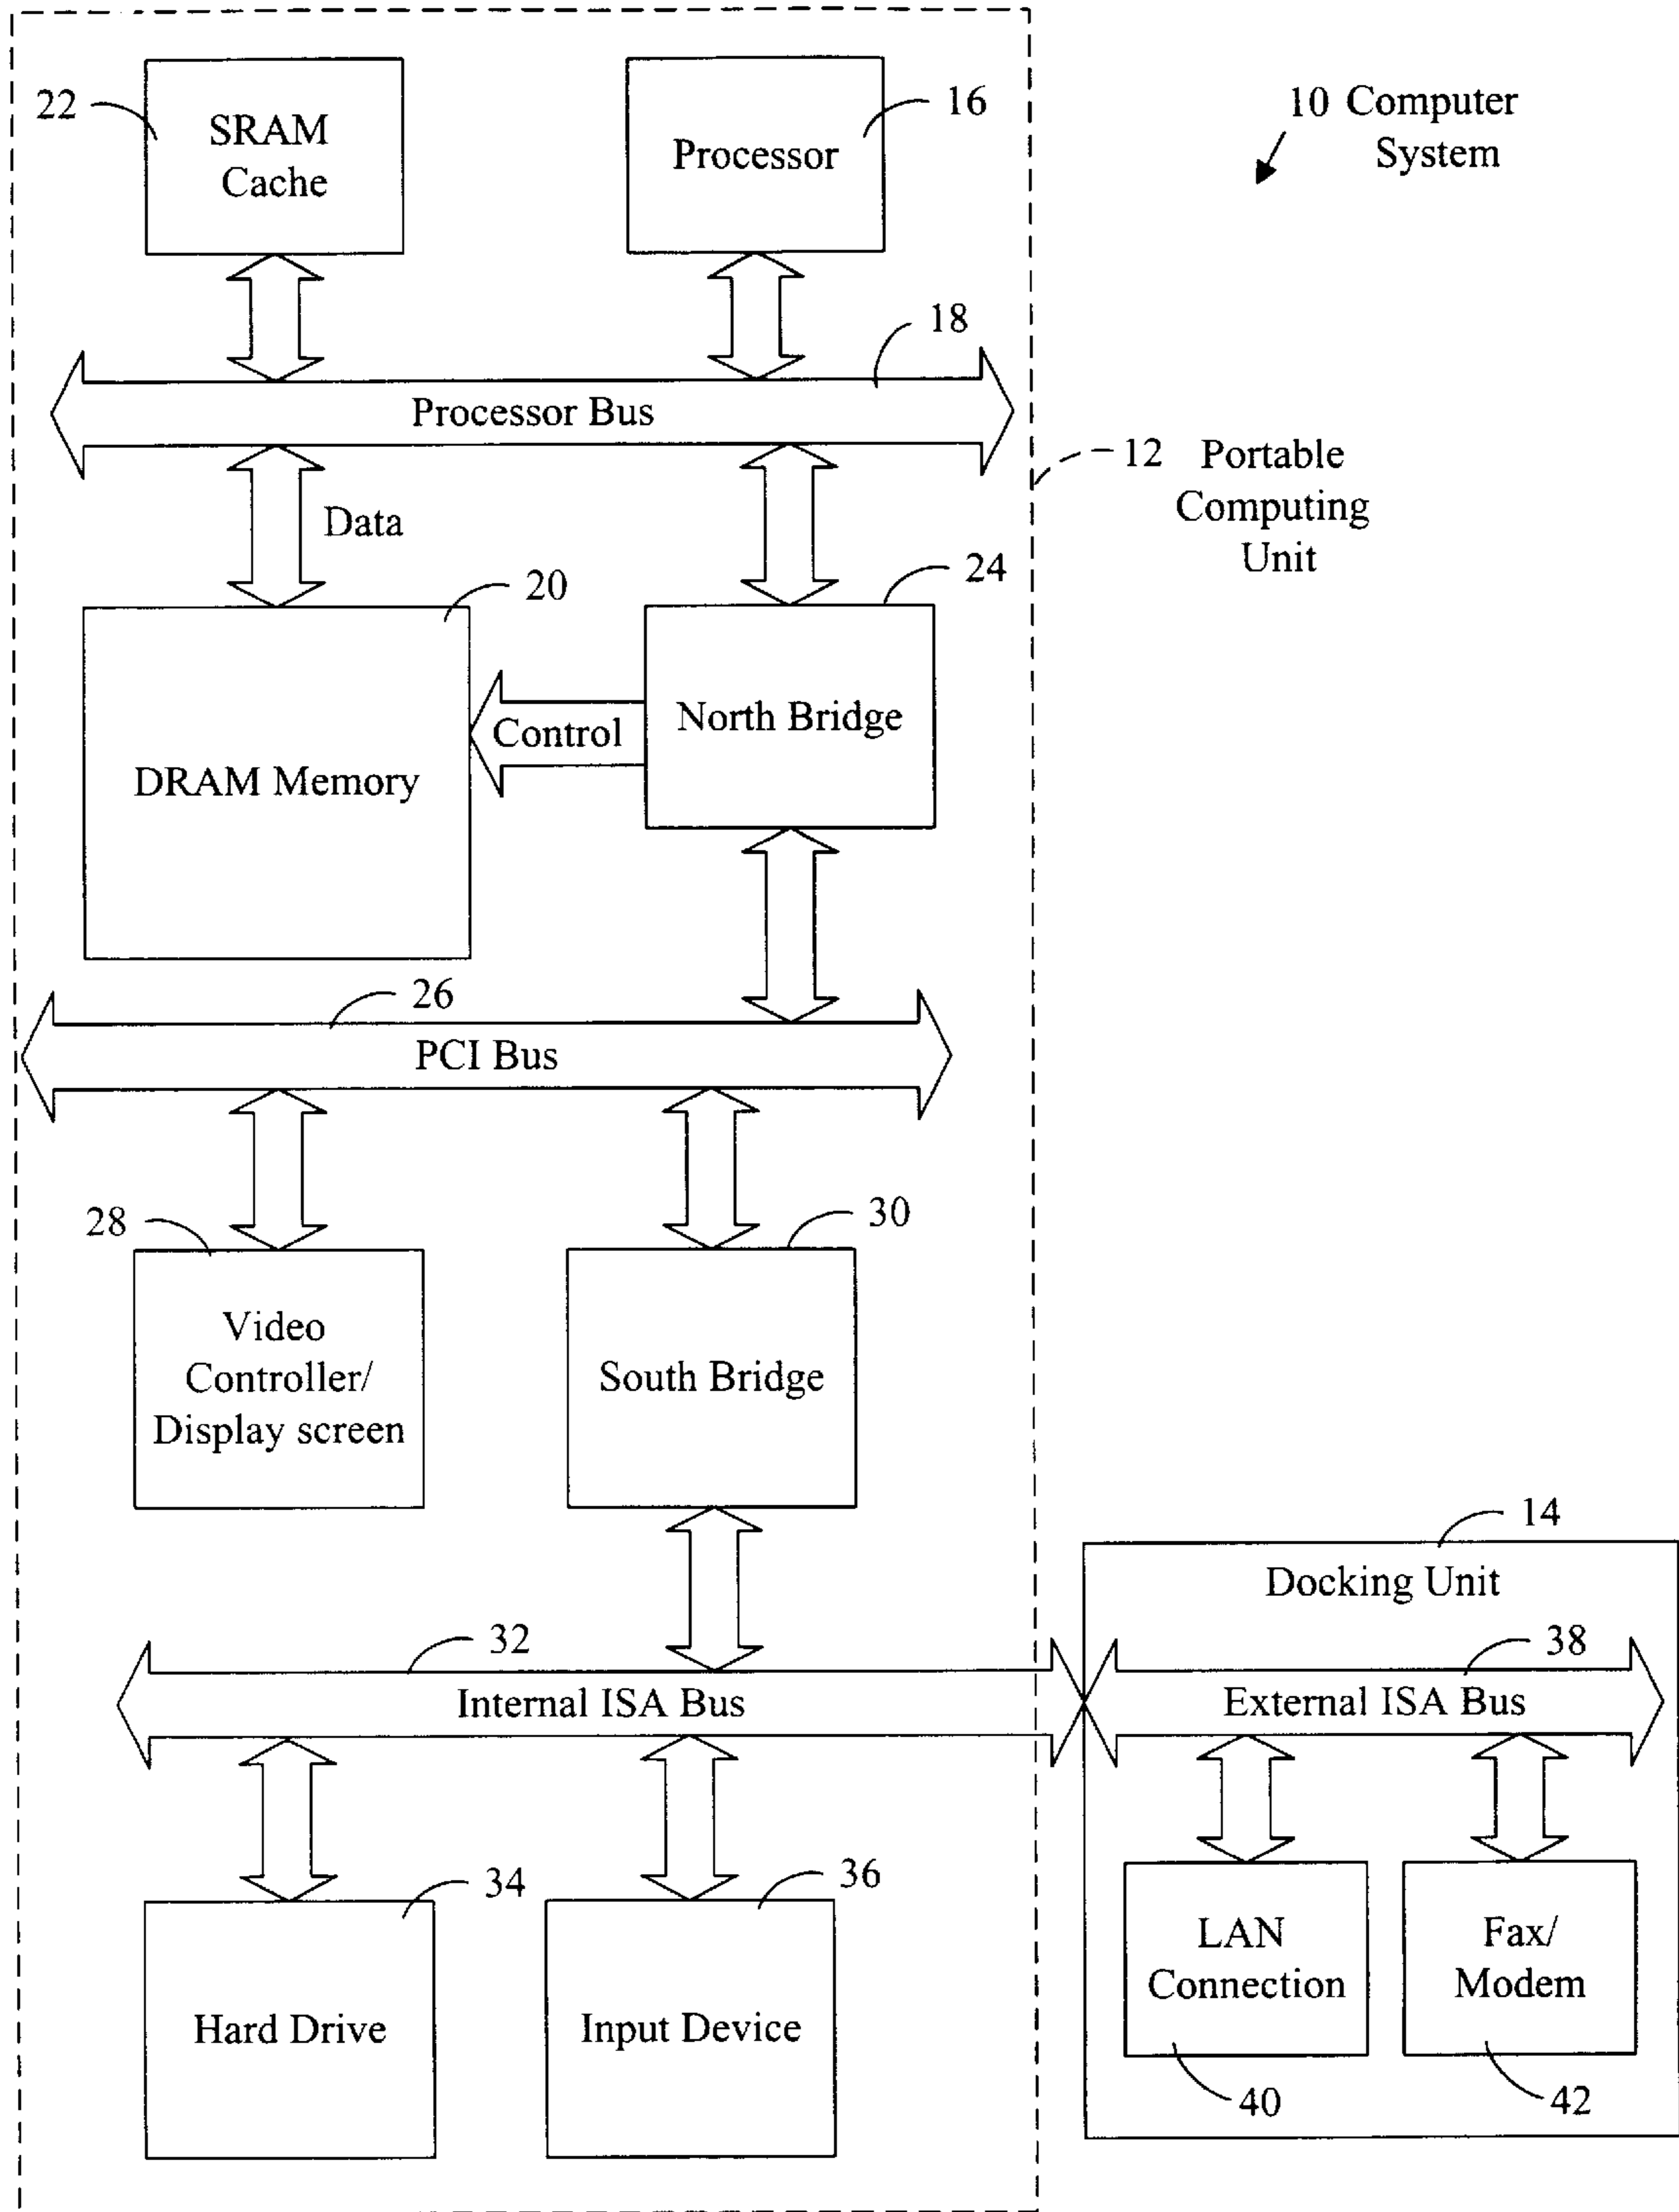 22
SRAM
Cache
16
Processor
10 Computer
System
18
Processor Bus
12 Portable
Computing
Unit
Data
20
24
DRAM Memory
Control
North Bridge
26
PCI Bus
28
30
Video
Controller/
Display screen
South Bridge
14
Docking Unit
32
Internal ISA Bus
38
External ISA Bus
34
36
Hard Drive
Input Device
LAN
Connection
Fax/
Modem
40
42